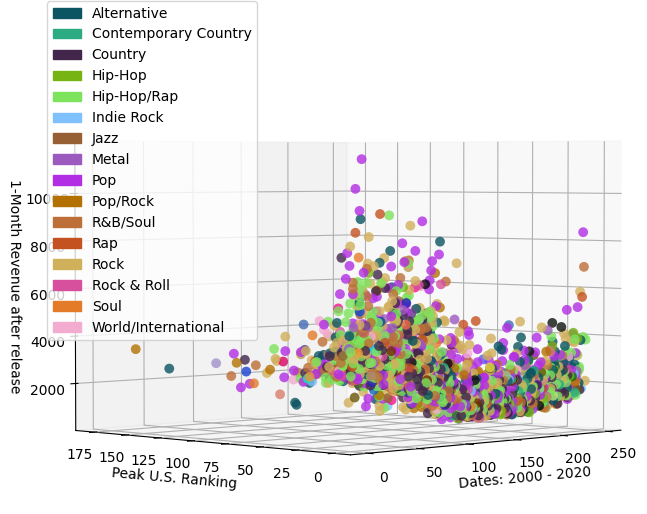 Alternative
Contemporary Country
Country
Hip-Hop
Hip-Hop/Rap
Indie Rock
Jazz
Metal
Pop
Pop/Rock
R&B/Soul
Rap
Rock
Rock & Roll
Soul
World/International
1-Month Revenue after release
10000
8000
6000
4000
2000
175 150 125 100 75 50 25 0
Peak U.S. Ranking
0 50 100 150 200 250
Dates: 2000 - 2020